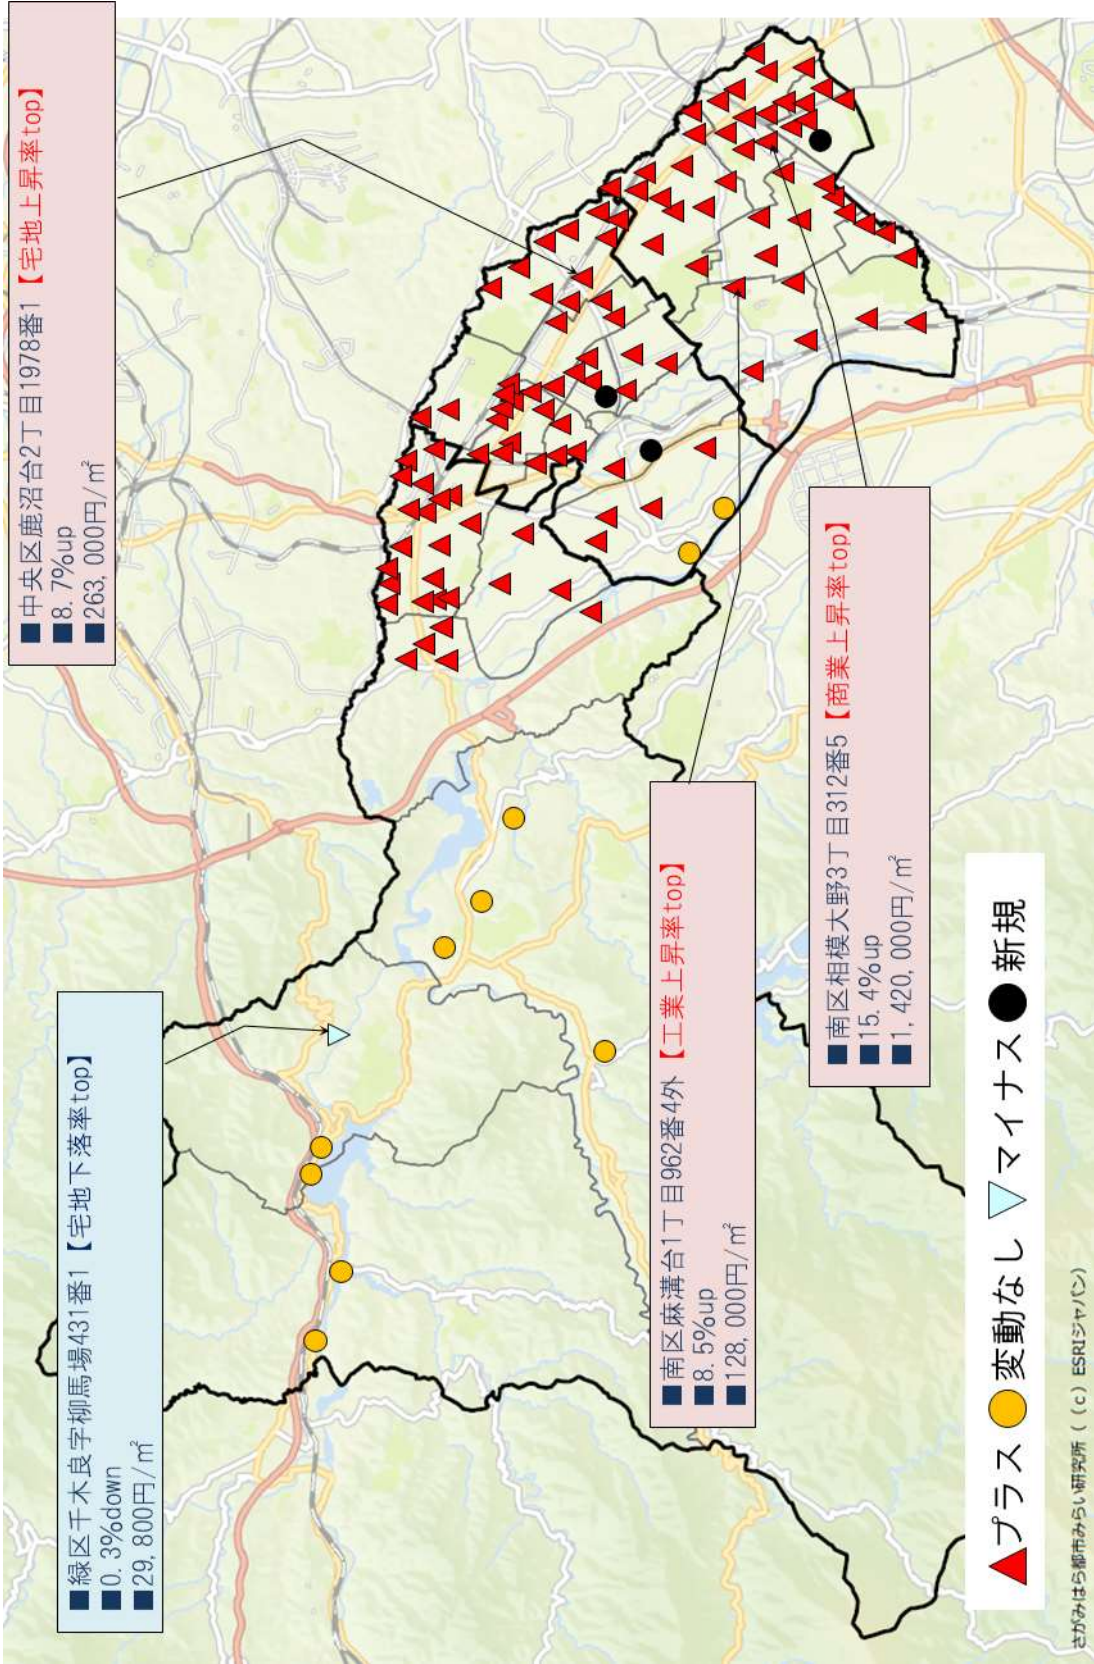 ■緑区千木良字柳馬場431番1【宅地下落率top】
■0.3%down
■29,800円/㎡
■中央区鹿沼台2丁目1978番1【宅地上昇率top】
■8.7%up
■263,000円/㎡
■南区麻溝台1丁目962番4外【工業上昇率top】
■8.5%up
■128,000円/㎡
■南区相模大野3丁目312番5【商業上昇率top】
■15.4%up
■1,420,000円/㎡
▲プラス ●変動なし ▽マイナス ●新規
さがみはら都市みらい研究所（（c）ESRIジャパン）